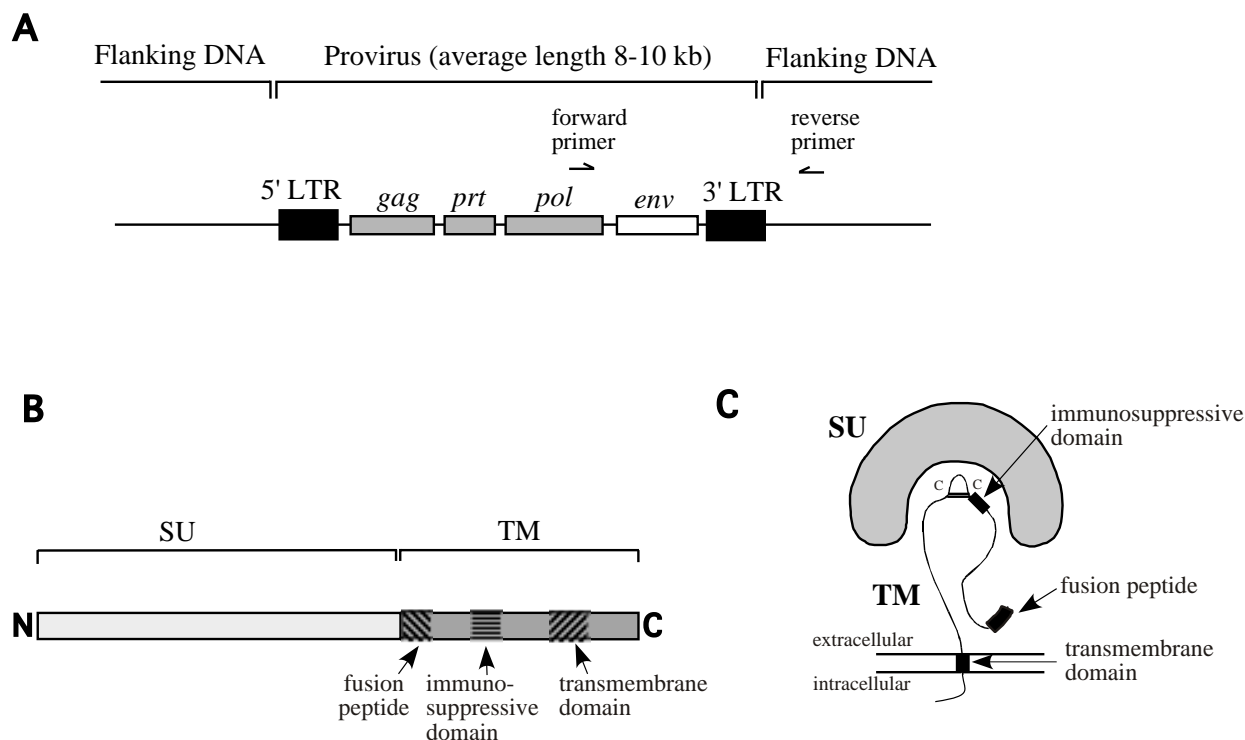 A
Flanking DNA
Provirus (average length 8-10 kb)
Flanking DNA
forward
primer
reverse
primer
5' LTR
gag
prt
pol
env
3' LTR
B
SU
TM
N
C
fusion
peptide
immuno-
suppressive
domain
transmembrane
domain
C
SU
immunosuppressive
domain
C C
TM
fusion peptide
extracellular
transmembrane
domain
intracellular